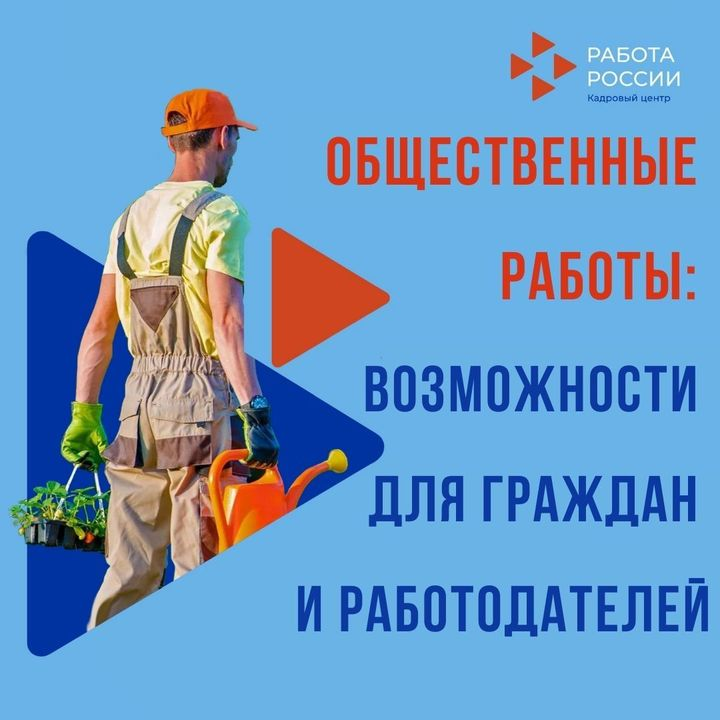 РАБОТА
РОССИИ
Кадровый центр
ОБЩЕСТВЕННЫЕ
РАБОТЫ:
ВОЗМОЖНОСТИ
ДЛЯ ГРАЖДАН
И РАБОТОДАТЕЛЕЙ